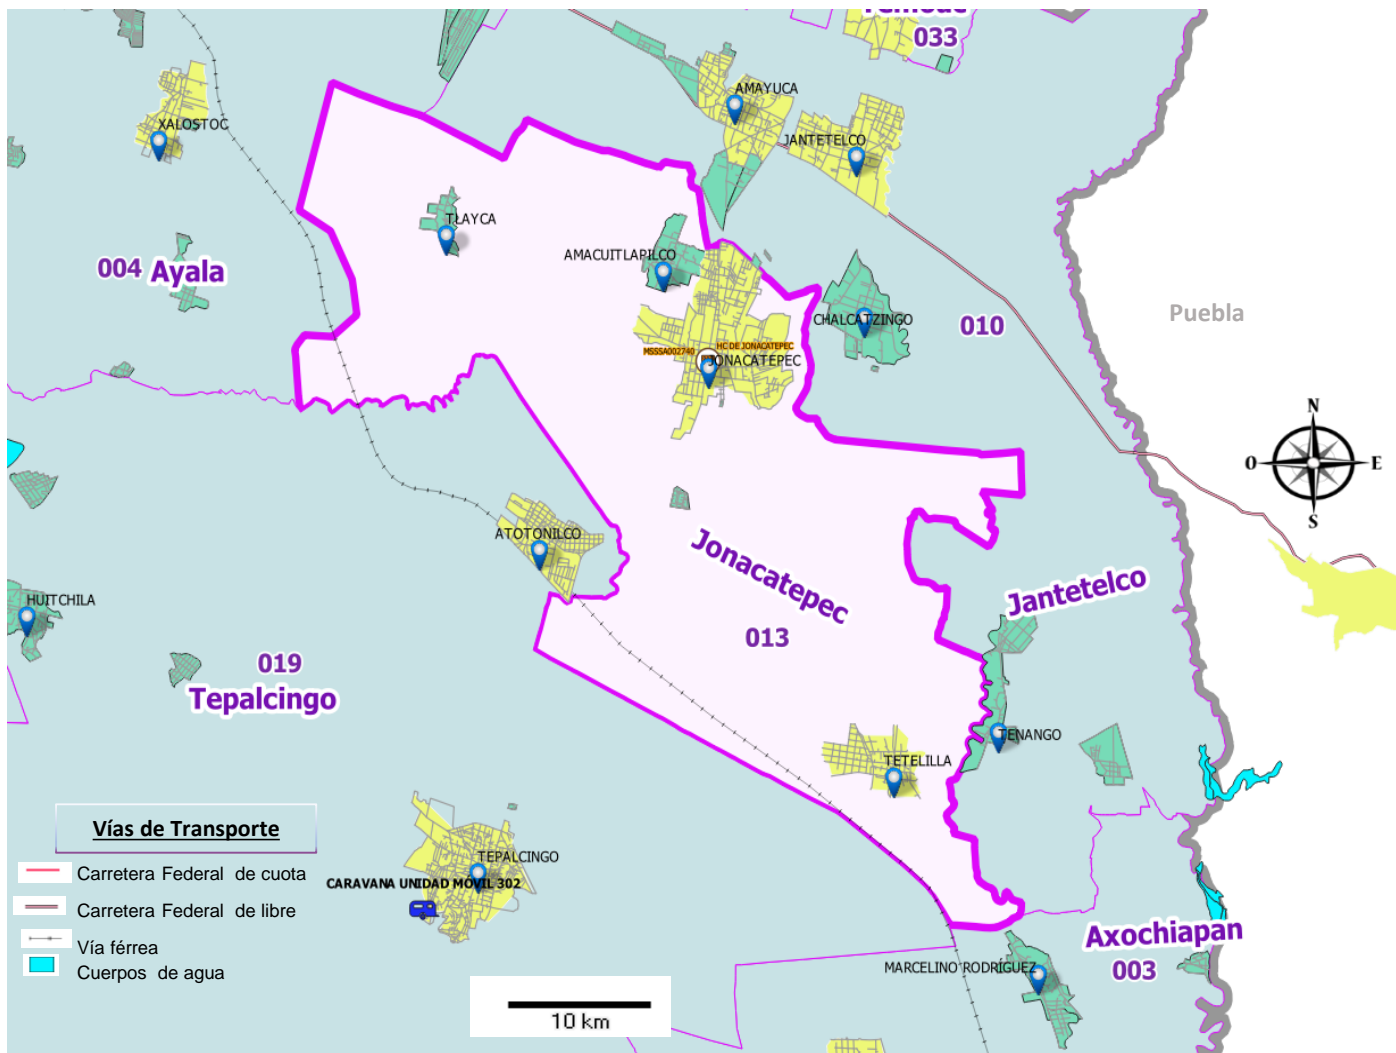 033
AMAYUCA
XALOSTOC
JANTETELCO
TLAYCA
AMACUITLAPILCO
004 Ayala
Puebla
CHALCATZINGO
010
MSSSA002740
HC DE JONACATEPEC
JONACATEPEC
N
O
E
S
ATOTONILCO
Jonacatepec
013
Jantetelco
HUITCHILA
019
Tepalcingo
TENANGO
TETELILLA
Vías de Transporte
Carretera Federal de cuota
Carretera Federal de libre
Vía férrea
Cuerpos de agua
TEPALCINGO
CARAVANA UNIDAD MOVIL 302
Axochiapan
003
MARCELINO RODRÍGUEZ
10 km